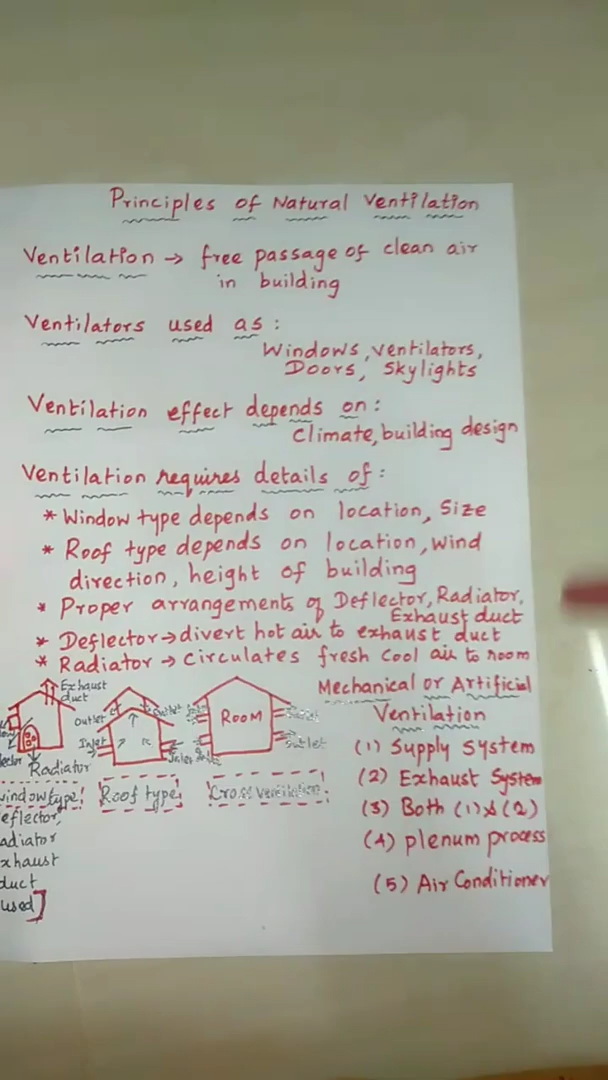 Principles of Natural Ventilation
Ventilation → free passage of clean air
in building
Ventilators used as :
Windows, ventilators,
Doors, Skylights
Ventilation effect depends on :
Climate, building design
Ventilation requires details of :
* Window type depends on location, Size
* Roof type depends on location, wind
direction, height of building
* Proper arrangements of Deflector, Radiator,
Exhaust duct
* Deflector → divert hot air to exhaust duct
* Radiator → circulates fresh cool air to room
Exhaust
duct
Radiator
window type
Outlet
Inlet
Roof type
ROOM
outlet
Cross ventilation
eflector,
adiator
xhaust
duct
used]
Mechanical or Artificial
Ventilation
(1) Supply system
(2) Exhaust System
(3) Both (1) & (2)
(4) plenum process
(5) Air Conditioner